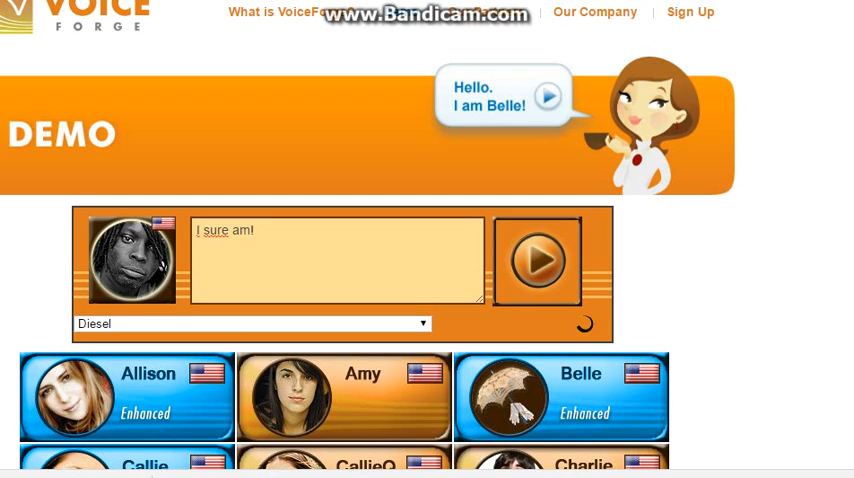 VOICE
FORGE
What is VoiceForge?
www.Bandicam.com
Our Company
Sign Up
Hello.
I am Belle!
DEMO
I sure am!
Diesel
Allison
Enhanced
Amy
Belle
Enhanced
Callie
CallieQ
Charlie